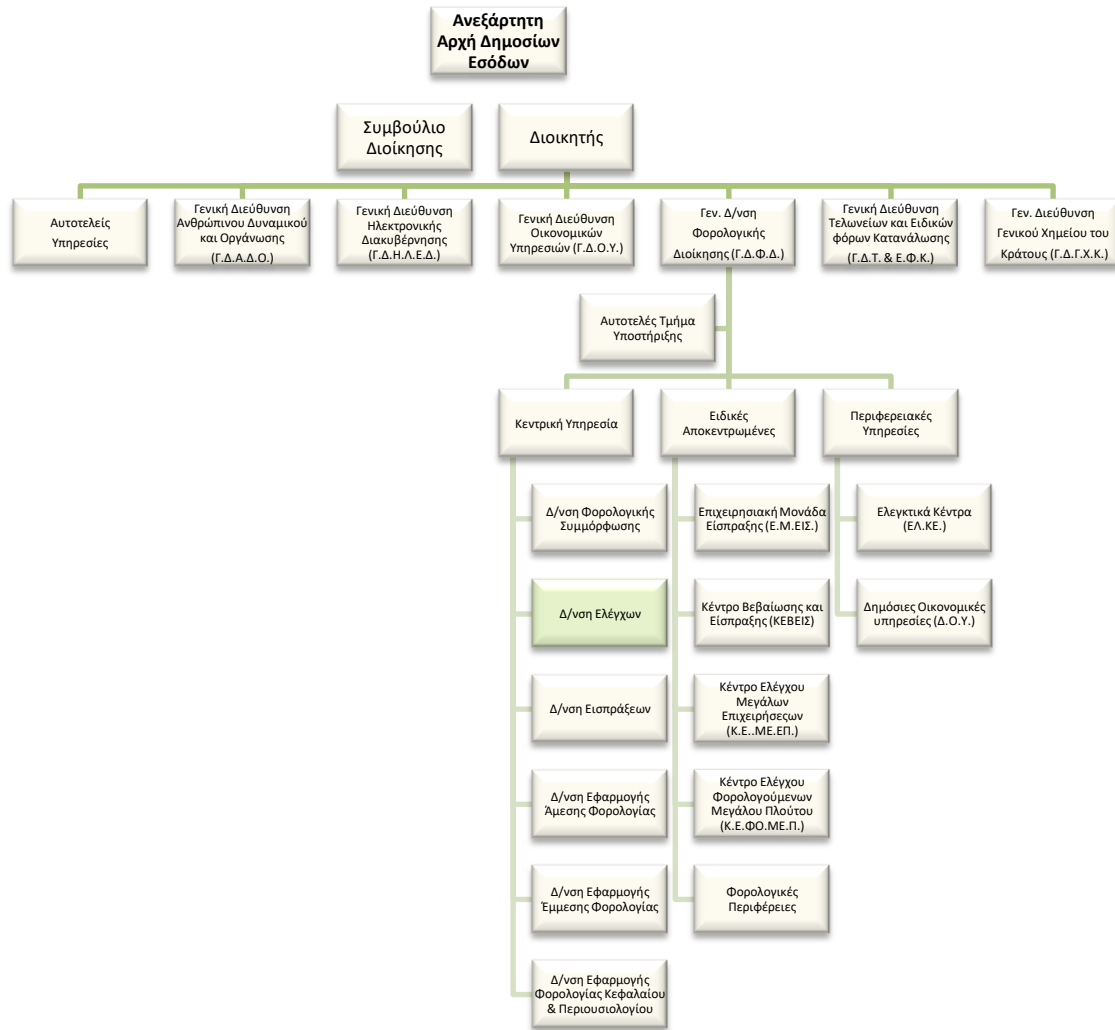 Ανεξάρτητη
Αρχή Δημοσίων
Εσόδων
Συμβούλιο
Διοίκησης
Διοικητής
Αυτοτελείς
Υπηρεσίες
Γενική Διεύθυνση
Ανθρώπινου Δυναμικού
και Οργάνωσης
(Γ.Δ.Α.Δ.Ο.)
Γενική Διεύθυνση
Ηλεκτρονικής
Διακυβέρνησης
(Γ.Δ.Η.Λ.Ε.Δ.)
Γενική Διεύθυνση
Οικονομικών
Υπηρεσιών (Γ.Δ.Ο.Υ.)
Γεν. Δ/νση
Φορολογικής
Διοίκησης (Γ.Δ.Φ.Δ.)
Γενική Διεύθυνση
Τελωνείων και Ειδικών
φόρων Κατανάλωσης
(Γ.Δ.Τ. & Ε.Φ.Κ.)
Γεν. Διεύθυνση
Γενικού Χημείου του
Κράτους (Γ.Δ.Γ.Χ.Κ.)
Αυτοτελές Τμήμα
Υποστήριξης
Κεντρική Υπηρεσία
Ειδικές
Αποκεντρωμένες
Περιφερειακές
Υπηρεσίες
Δ/νση Φορολογικής
Συμμόρφωσης
Επιχειρησιακή Μονάδα
Είσπραξης (Ε.Μ.ΕΙΣ.)
Ελεγκτικά Κέντρα
(ΕΛ.ΚΕ.)
Δ/νση Ελέγχων
Κέντρο Βεβαίωσης και
Είσπραξης (ΚΕΒΕΙΣ)
Δημόσιες Οικονομικές
υπηρεσίες (Δ.Ο.Υ.)
Δ/νση Εισπράξεων
Κέντρο Ελέγχου
Μεγάλων
Επιχειρήσεςων
(Κ.Ε..ΜΕ.ΕΠ.)
Δ/νση Εφαρμογής
Άμεσης Φορολογίας
Κέντρο Ελέγχου
Φορολογούμενων
Μεγάλου Πλούτου
(Κ.Ε.ΦΟ.ΜΕ.Π.)
Δ/νση Εφαρμογής
Έμμεσης Φορολογίας
Φορολογικές
Περιφέρειες
Δ/νση Εφαρμογής
Φορολογίας Κεφαλαίου
& Περιουσιολογίου